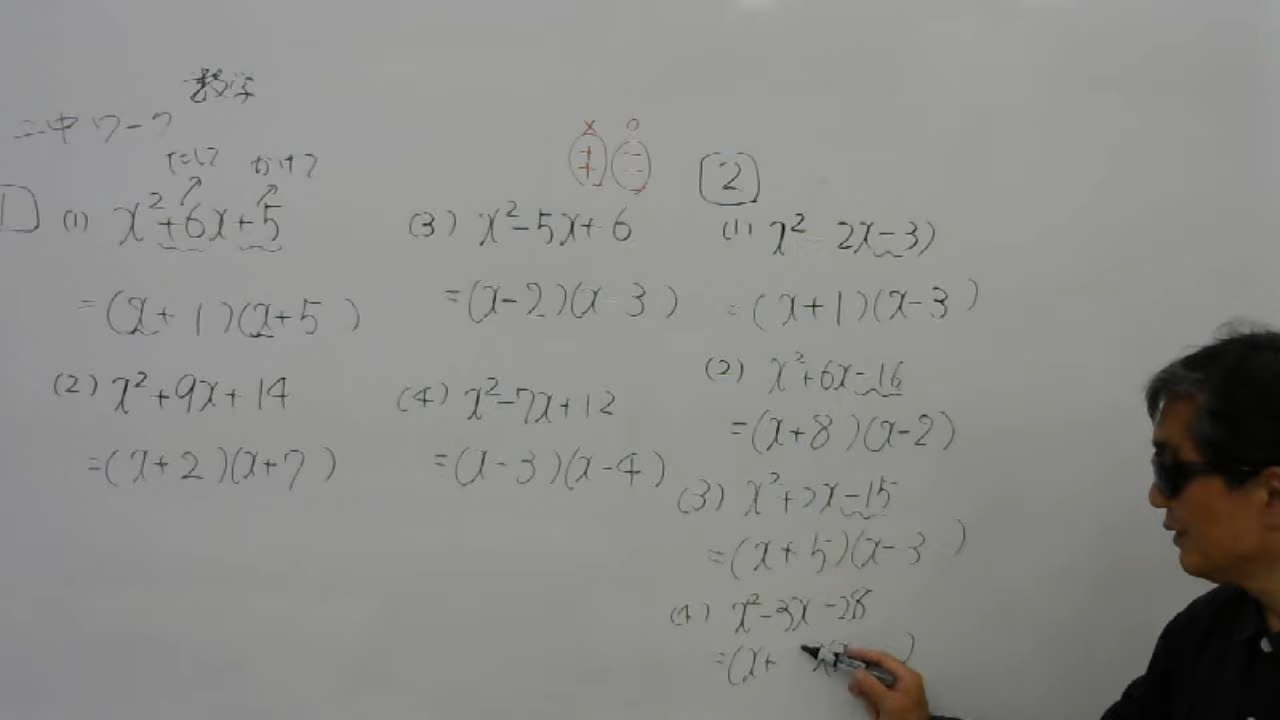 数学
二中ワーク
たして かけて
1 (1) x²+6x+5
=(x+1)(x+5)
(2) x²+9x+14
=(x+2)(x+7)
(3) x²-5x+6
=(x-2)(x-3)
(4) x²-7x+12
=(x-3)(x-4)
× ○
+ -
+ -
2
(1) x² 2x-3)
=(x+1)(x-3)
(2) x²+6x-16
=(x+8)(x-2)
(3) x²+2x-15
=(x+5)(x-3)
(4) x²-3x-28
=(x+ )(x )